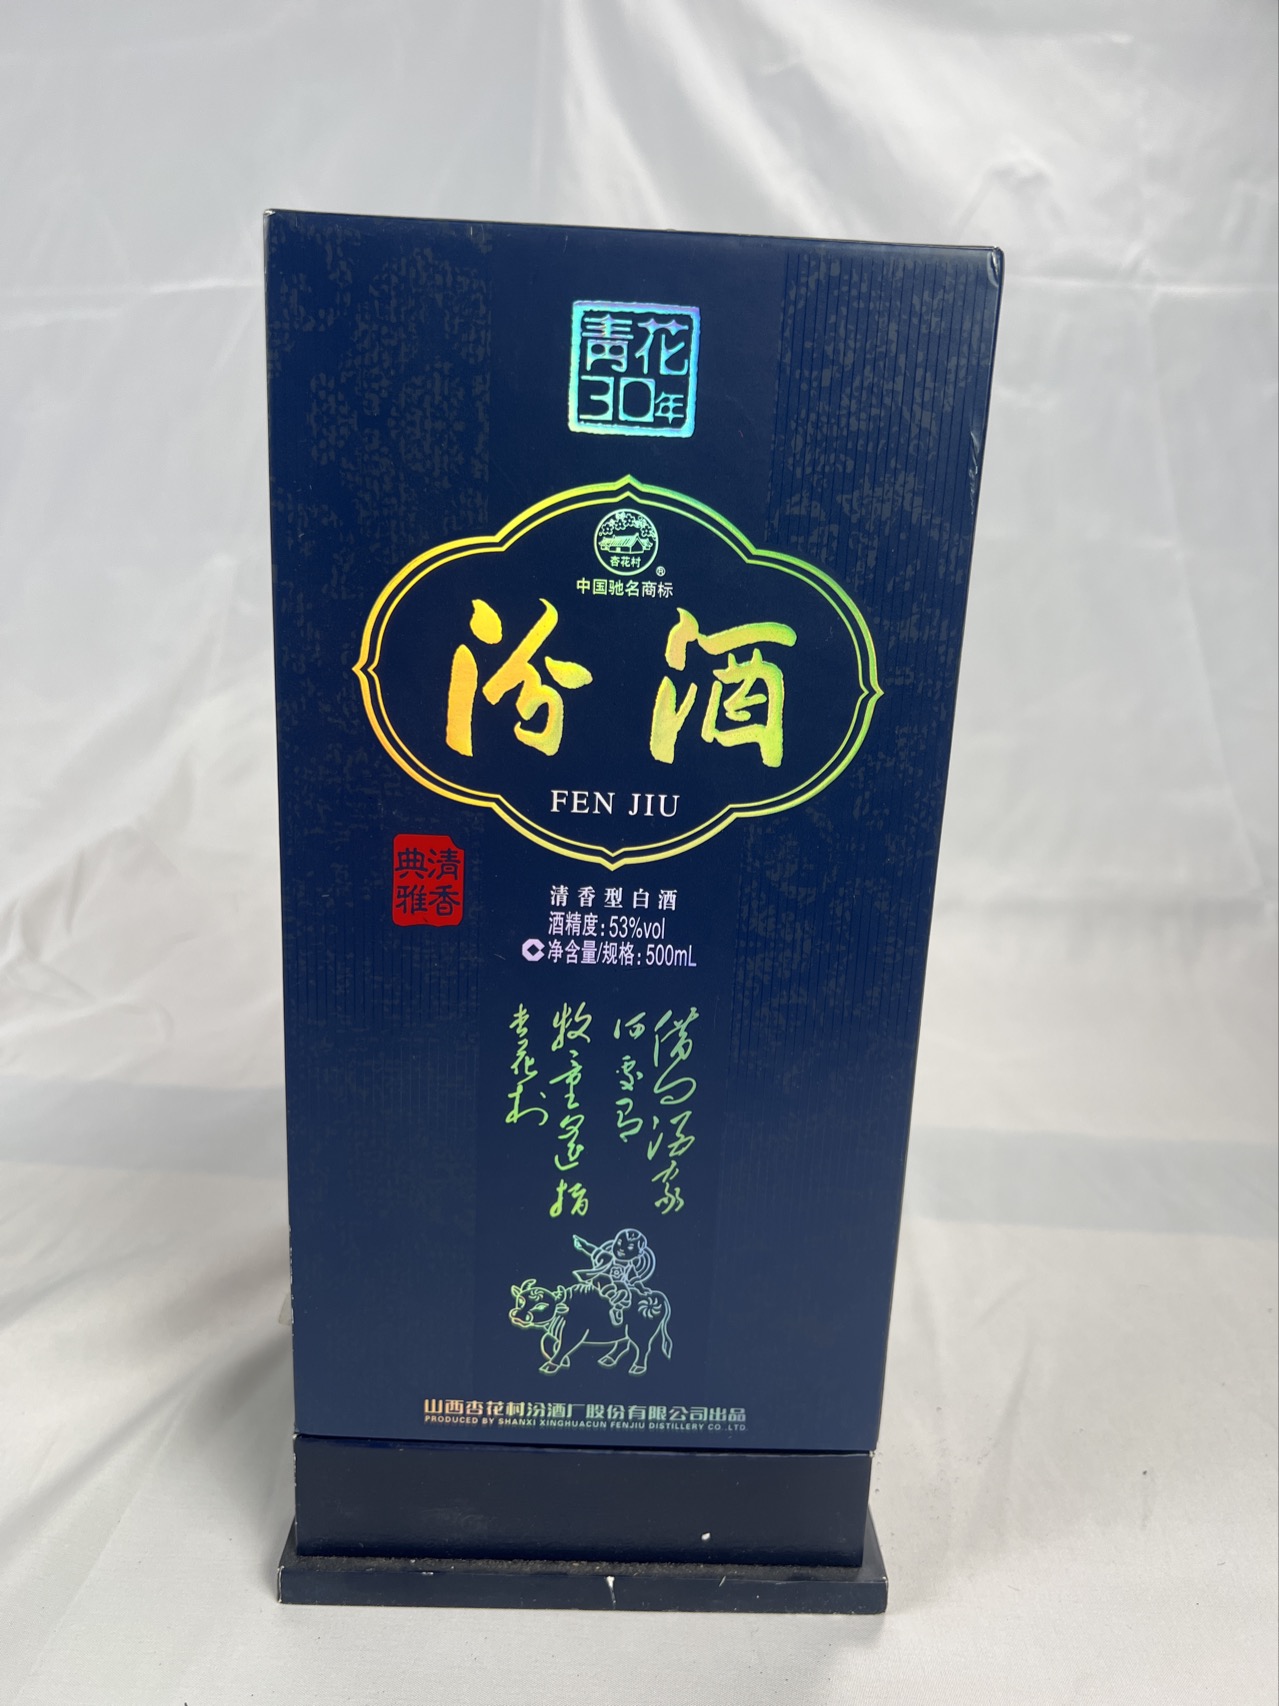 青花
30年
杏花村
®
中国驰名商标
汾酒
FEN JIU
清香
典雅
清香型白酒
酒精度:53%vol
净含量/规格:500mL
借问酒家
何处有
牧童遥指
杏花村
山西杏花村汾酒厂股份有限公司出品
PRODUCED BY SHANXI XINGHUACUN FENJIU DISTILLERY CO.,LTD.